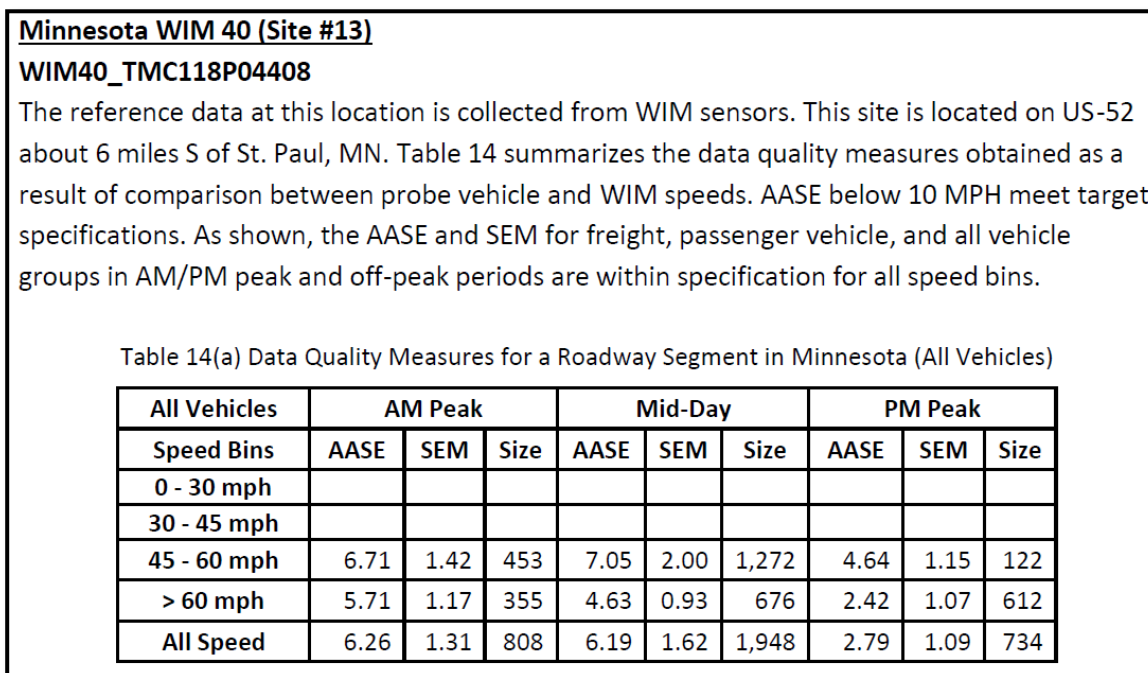 Minnesota WIM 40 (Site #13)
WIM40_TMC118P04408
The reference data at this location is collected from WIM sensors. This site is located on US-52
about 6 miles S of St. Paul, MN. Table 14 summarizes the data quality measures obtained as a
result of comparison between probe vehicle and WIM speeds. AASE below 10 MPH meet target
specifications. As shown, the AASE and SEM for freight, passenger vehicle, and all vehicle
groups in AM/PM peak and off-peak periods are within specification for all speed bins.
Table 14(a) Data Quality Measures for a Roadway Segment in Minnesota (All Vehicles)
All Vehicles AM Peak Mid-Day PM Peak
Speed Bins AASE SEM Size AASE SEM Size AASE SEM Size
0 - 30 mph
30 - 45 mph
45 - 60 mph 6.71 1.42 453 7.05 2.00 1,272 4.64 1.15 122
> 60 mph 5.71 1.17 355 4.63 0.93 676 2.42 1.07 612
All Speed 6.26 1.31 808 6.19 1.62 1,948 2.79 1.09 734